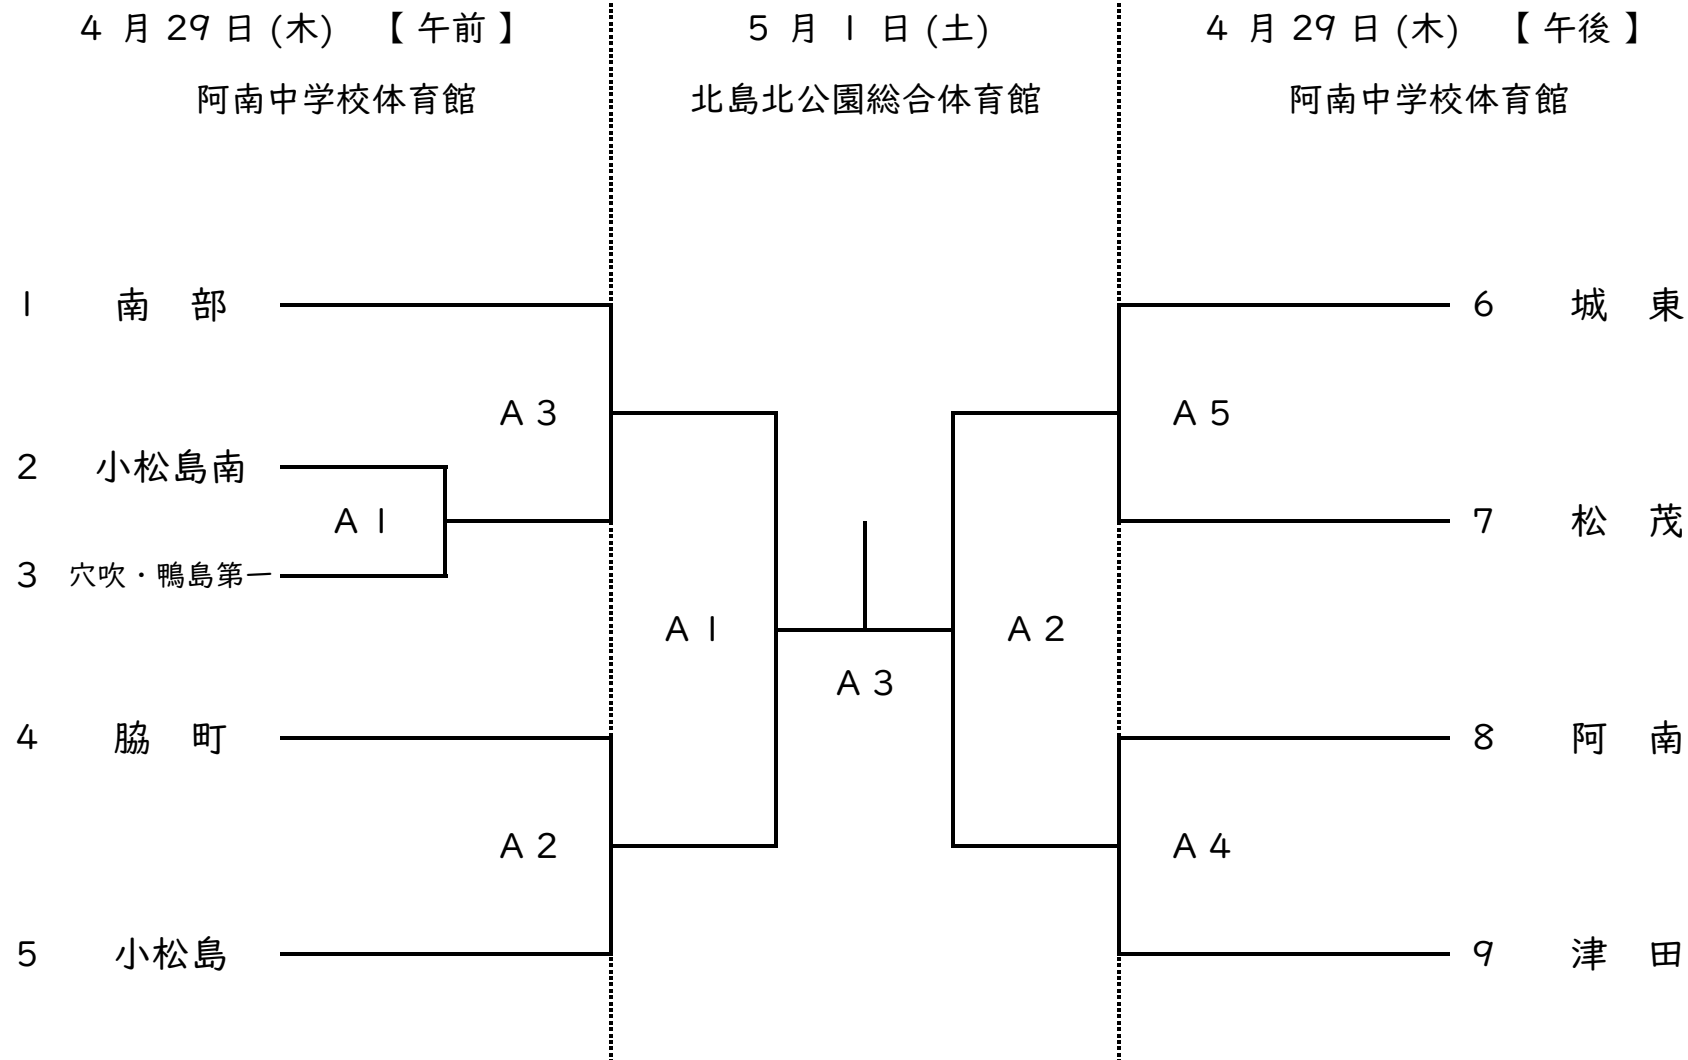 4 月 29 日 (木) 【 午前 】
阿南中学校体育館
5 月 1 日 (土)
北島北公園総合体育館
4 月 29 日 (木) 【 午後 】
阿南中学校体育館
1 南 部
A 3
2 小松島南
A 1
3 穴吹・鴨島第一
4 脇 町
A 2
5 小松島
A 1
A 3
A 2
6 城 東
A 5
7 松 茂
8 阿 南
A 4
9 津 田